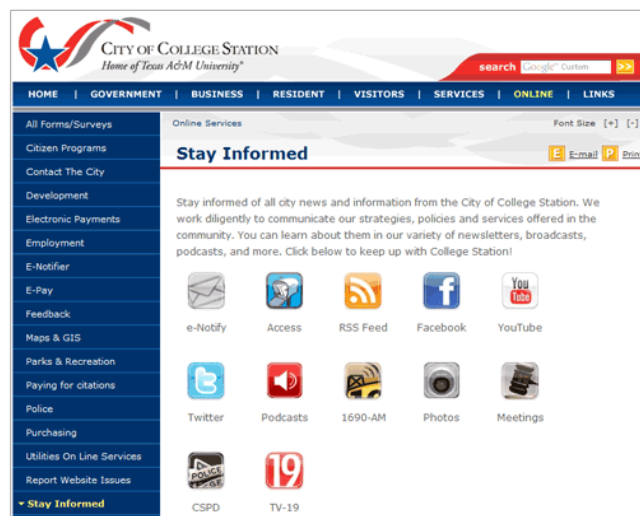 CITY OF COLLEGE STATION
Home of Texas A&M University®
search Google™ Custom >>
HOME | GOVERNMENT | BUSINESS | RESIDENT | VISITORS | SERVICES | ONLINE | LINKS
All Forms/Surveys
Citizen Programs
Contact The City
Development
Electronic Payments
Employment
E-Notifier
E-Pay
Feedback
Maps & GIS
Parks & Recreation
Paying for citations
Police
Purchasing
Utilities On Line Services
Report Website Issues
Stay Informed
Online Services
Font Size [+] [-]
Stay Informed
E E-mail P Prin
Stay informed of all city news and information from the City of College Station. We
work diligently to communicate our strategies, policies and services offered in the
community. You can learn about them in our variety of newsletters, broadcasts,
podcasts, and more. Click below to keep up with College Station!
You
Tube
e-Notify Access RSS Feed Facebook YouTube
Twitter Podcasts 1690-AM Photos Meetings
POLICE
19
CSPD TV-19